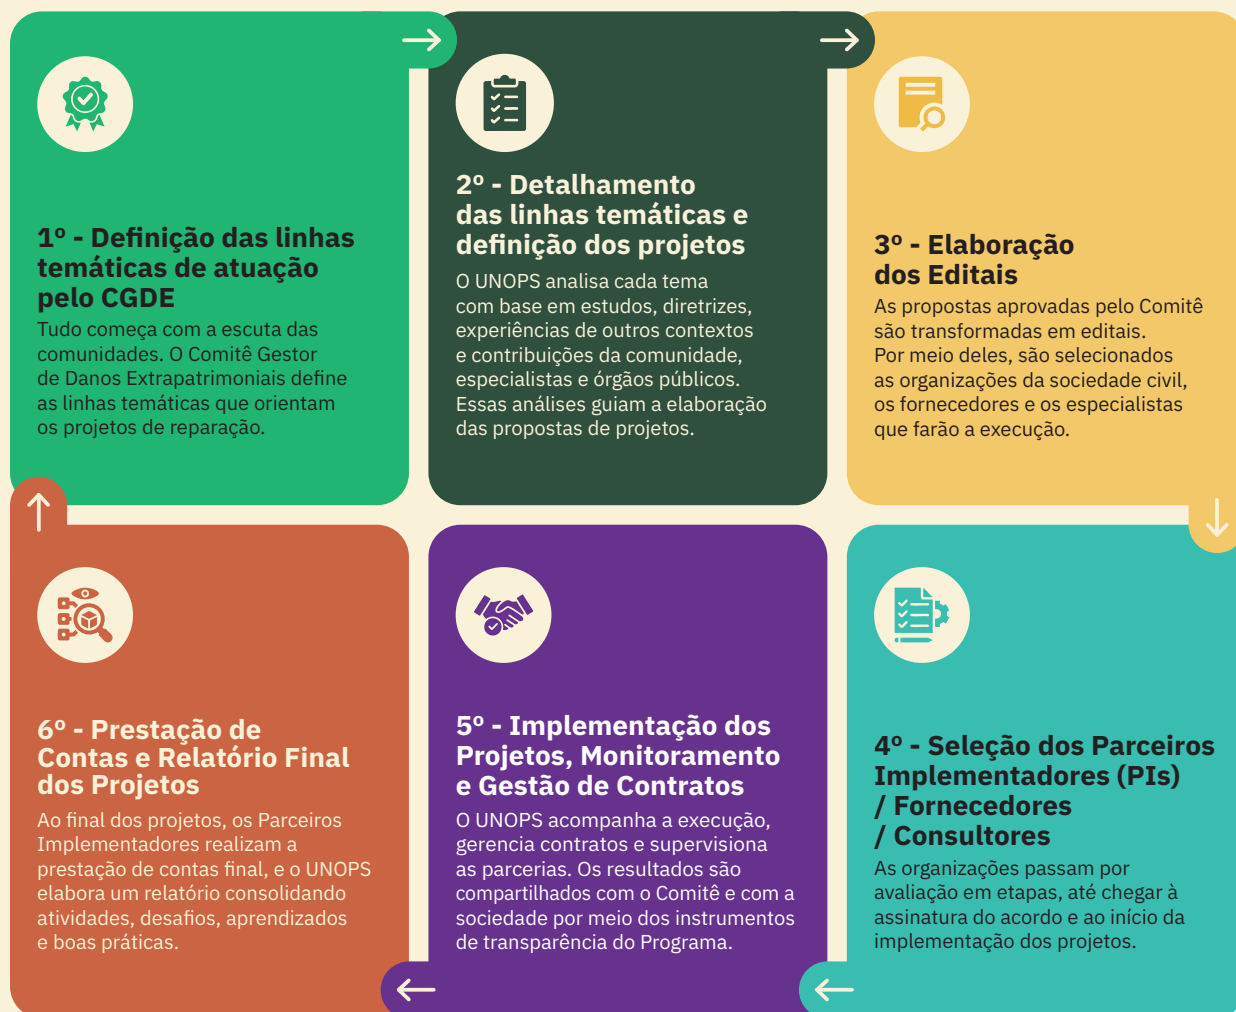 1º - Definição das linhas
temáticas de atuação
pelo CGDE
Tudo começa com a escuta das
comunidades. O Comitê Gestor
de Danos Extrapatrimoniais define
as linhas temáticas que orientam
os projetos de reparação.
2º - Detalhamento
das linhas temáticas e
definição dos projetos
O UNOPS analisa cada tema
com base em estudos, diretrizes,
experiências de outros contextos
e contribuições da comunidade,
especialistas e órgãos públicos.
Essas análises guiam a elaboração
das propostas de projetos.
3º - Elaboração
dos Editais
As propostas aprovadas pelo Comitê
são transformadas em editais.
Por meio deles, são selecionados
as organizações da sociedade civil,
os fornecedores e os especialistas
que farão a execução.
4º - Seleção dos Parceiros
Implementadores (PIs)
/ Fornecedores
/ Consultores
As organizações passam por
avaliação em etapas, até chegar à
assinatura do acordo e ao início da
implementação dos projetos.
5º - Implementação dos
Projetos, Monitoramento
e Gestão de Contratos
O UNOPS acompanha a execução,
gerencia contratos e supervisiona
as parcerias. Os resultados são
compartilhados com o Comitê e com a
sociedade por meio dos instrumentos
de transparência do Programa.
6º - Prestação de
Contas e Relatório Final
dos Projetos
Ao final dos projetos, os Parceiros
Implementadores realizam a
prestação de contas final, e o UNOPS
elabora um relatório consolidando
atividades, desafios, aprendizados
e boas práticas.